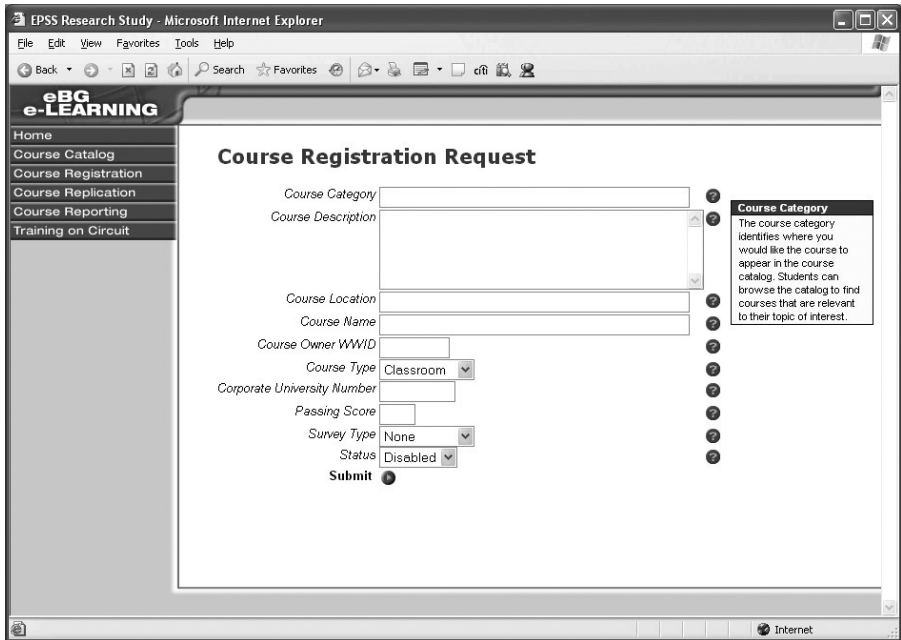 EPSS Research Study - Microsoft Internet Explorer
File Edit View Favorites Tools Help
Back Search Favorites
eBG
e-LEARNING
Home
Course Catalog
Course Registration
Course Replication
Course Reporting
Training on Circuit
Course Registration Request
Course Category ?
Course Description ?
Course Location ?
Course Name ?
Course Owner WWID ?
Course Type Classroom ?
Corporate University Number ?
Passing Score ?
Survey Type None ?
Status Disabled ?
Submit
Course Category
The course category
identifies where you
would like the course to
appear in the course
catalog. Students can
browse the catalog to find
courses that are relevant
to their topic of interest.
Internet